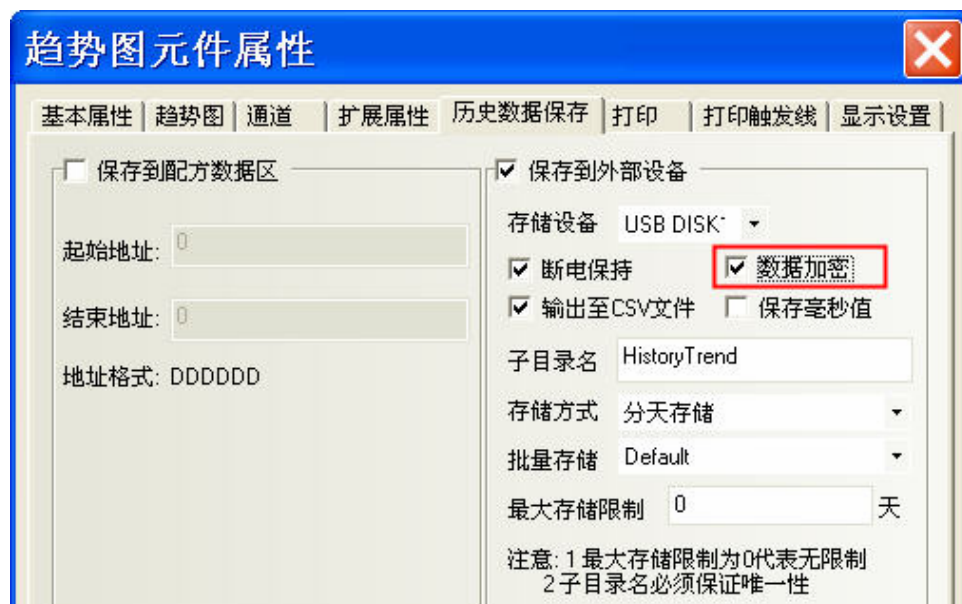 趋势图元件属性
基本属性 趋势图 通道 扩展属性 历史数据保存 打印 打印触发线 显示设置
保存到配方数据区
起始地址: 0
结束地址: 0
地址格式: DDDDDD
保存到外部设备
存储设备 USB DISK
断电保持 数据加密
输出至CSV文件 保存毫秒值
子目录名 HistoryTrend
存储方式 分天存储
批量存储 Default
最大存储限制 0 天
注意: 1 最大存储限制为0代表无限制
2 子目录名必须保证唯一性